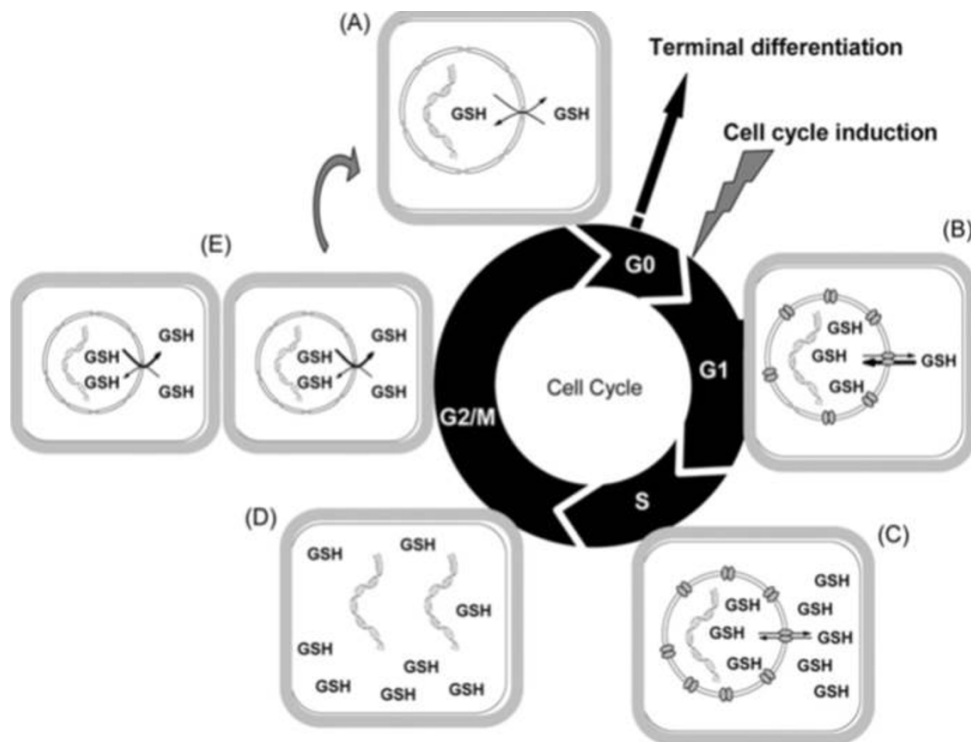 (A)
Terminal differentiation
GSH GSH
Cell cycle induction
(E)
(B)
G0
GSH
GSH GSH
GSH GSH
GSH
GSH GSH
GSH GSH
GSH
GSH GSH
GSH
G1
Cell Cycle
G2/M
S
(D)
GSH GSH
GSH
GSH
GSH
GSH GSH GSH
(C)
GSH
GSH GSH
GSH GSH
GSH GSH
GSH